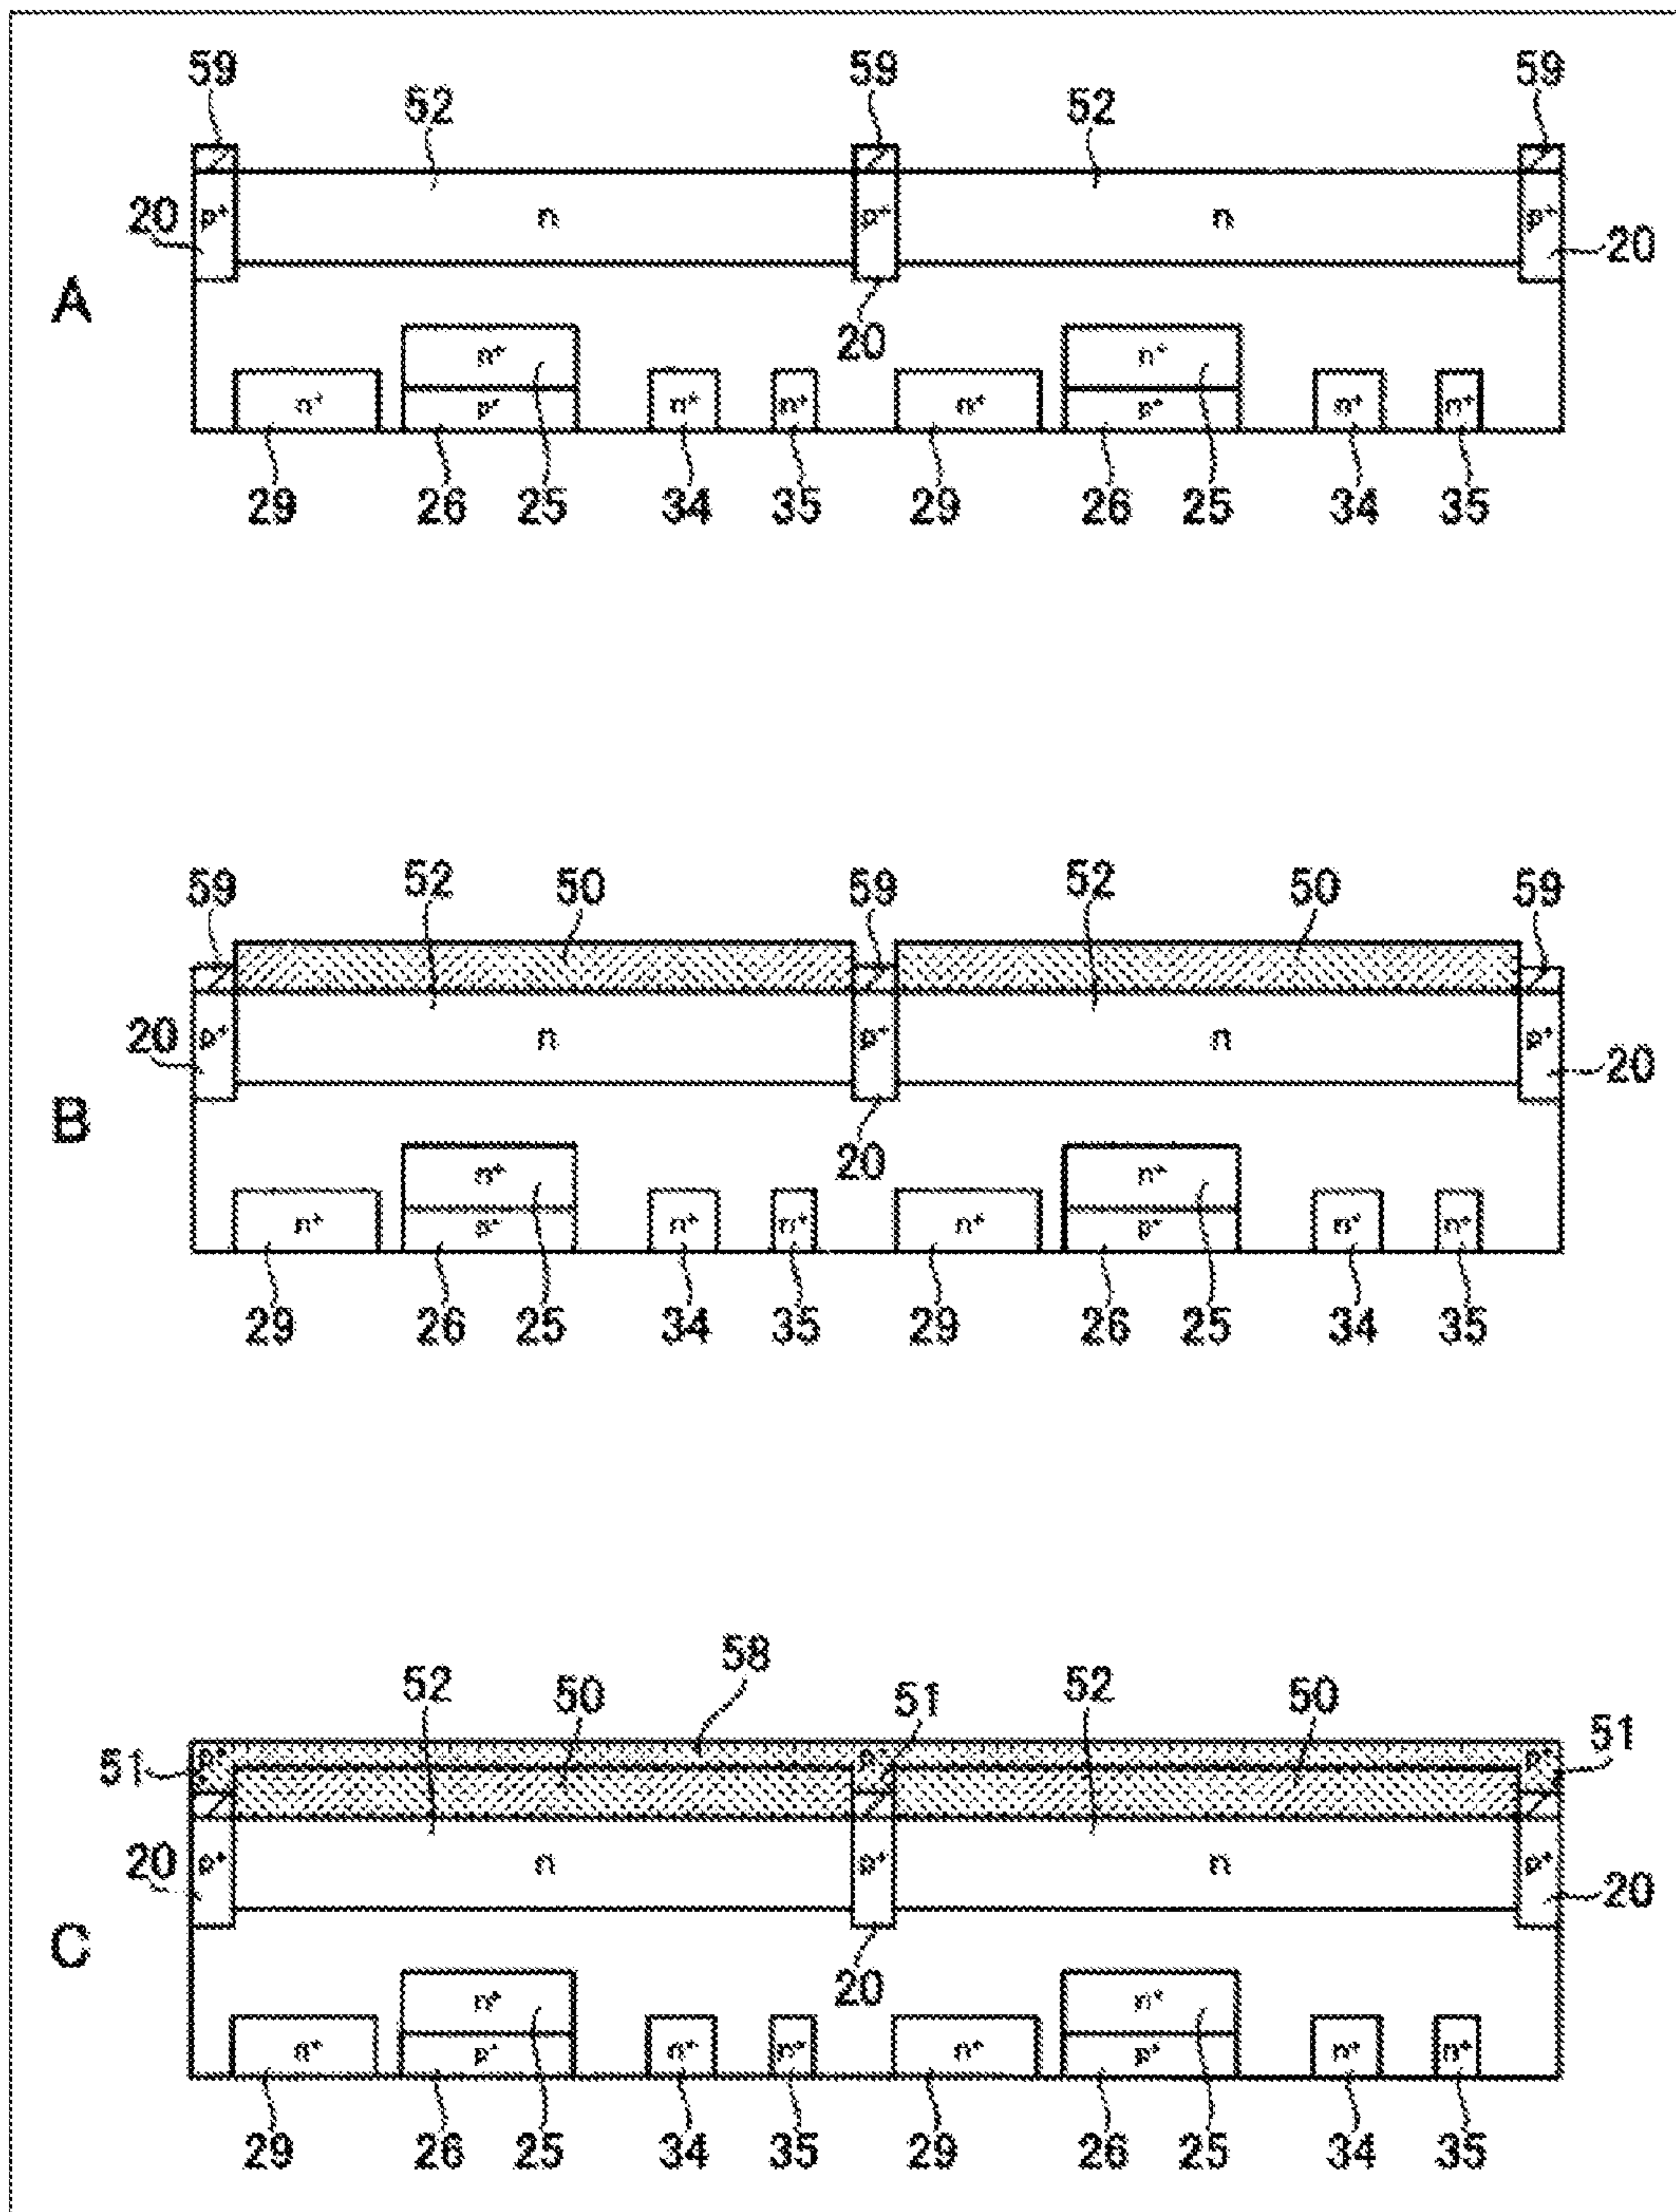 59 59 59
52 52
20 p⁺ n p⁺ n p⁺ 20
A
20
n⁺ n⁺
n⁺ p⁺ n⁺ n⁺ n⁺ p⁺ n⁺ n⁺
29 26 25 34 35 29 26 25 34 35
59 52 50 59 52 50 59
20 p⁺ n p⁺ n p⁺ 20
B
20
n⁺ n⁺
n⁺ p⁺ n⁺ n⁺ n⁺ p⁺ n⁺ n⁺
29 26 25 34 35 29 26 25 34 35
58
52 50 51 52 50
51 p⁺ p⁺ p⁺ 51
20 p⁺ n p⁺ n p⁺ 20
C
20
n⁺ n⁺
n⁺ p⁺ n⁺ n⁺ n⁺ p⁺ n⁺ n⁺
29 26 25 34 35 29 26 25 34 35